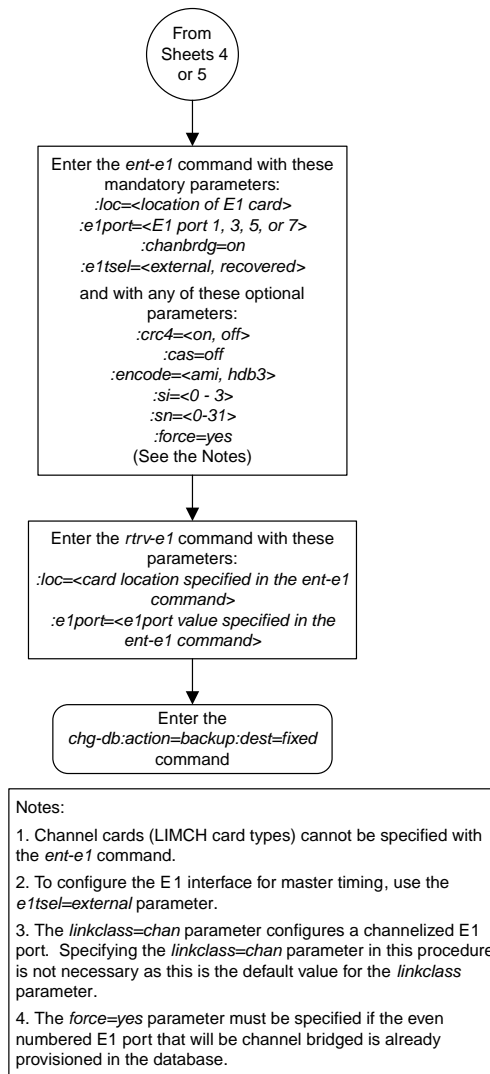 From
Sheets 4
or 5
Enter the ent-e1 command with these
mandatory parameters:
:loc=<location of E1 card>
:e1port=<E1 port 1, 3, 5, or 7>
:chanbrdg=on
:e1tsel=<external, recovered>
and with any of these optional
parameters:
:crc4=<on, off>
:cas=off
:encode=<ami, hdb3>
:si=<0 - 3>
:sn=<0-31>
:force=yes
(See the Notes)
Enter the rtrv-e1 command with these
parameters:
:loc=<card location specified in the ent-e1
command>
:e1port=<e1port value specified in the
ent-e1 command>
Enter the
chg-db:action=backup:dest=fixed
command
Notes:
1. Channel cards (LIMCH card types) cannot be specified with
the ent-e1 command.
2. To configure the E1 interface for master timing, use the
e1tsel=external parameter.
3. The linkclass=chan parameter configures a channelized E1
port. Specifying the linkclass=chan parameter in this procedure
is not necessary as this is the default value for the linkclass
parameter.
4. The force=yes parameter must be specified if the even
numbered E1 port that will be channel bridged is already
provisioned in the database.